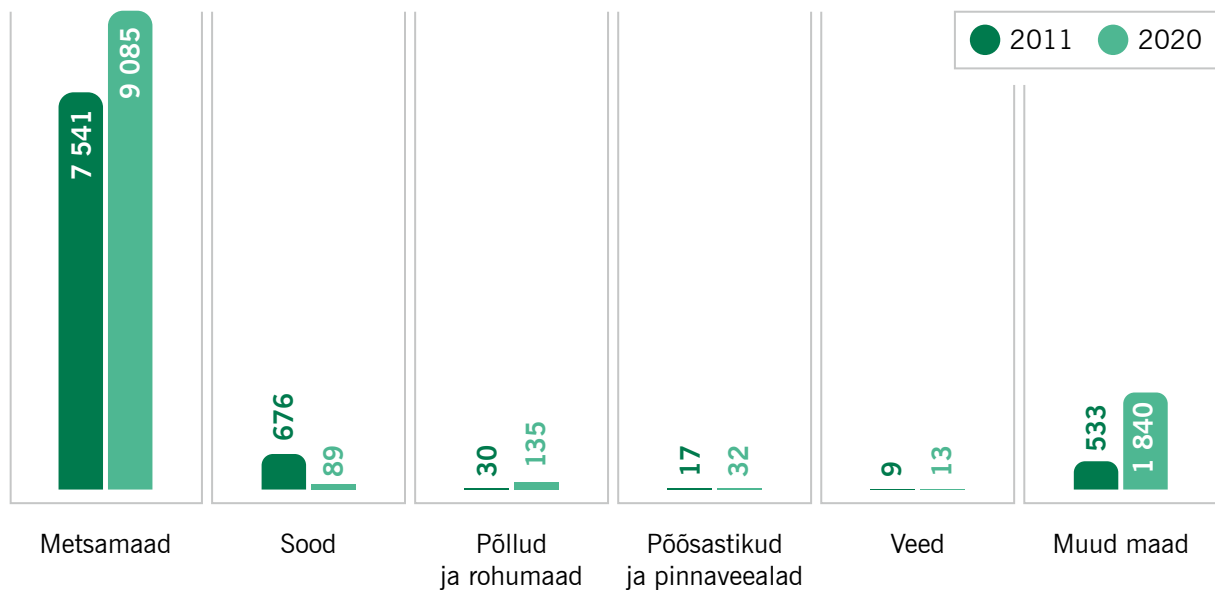 2011 2020
7 541
9 085
676
89
30
135
17
32
9
13
533
1 840
Metsamaad
Sood
Põllud
ja rohumaad
Põõsastikud
ja pinnaveealad
Veed
Muud maad